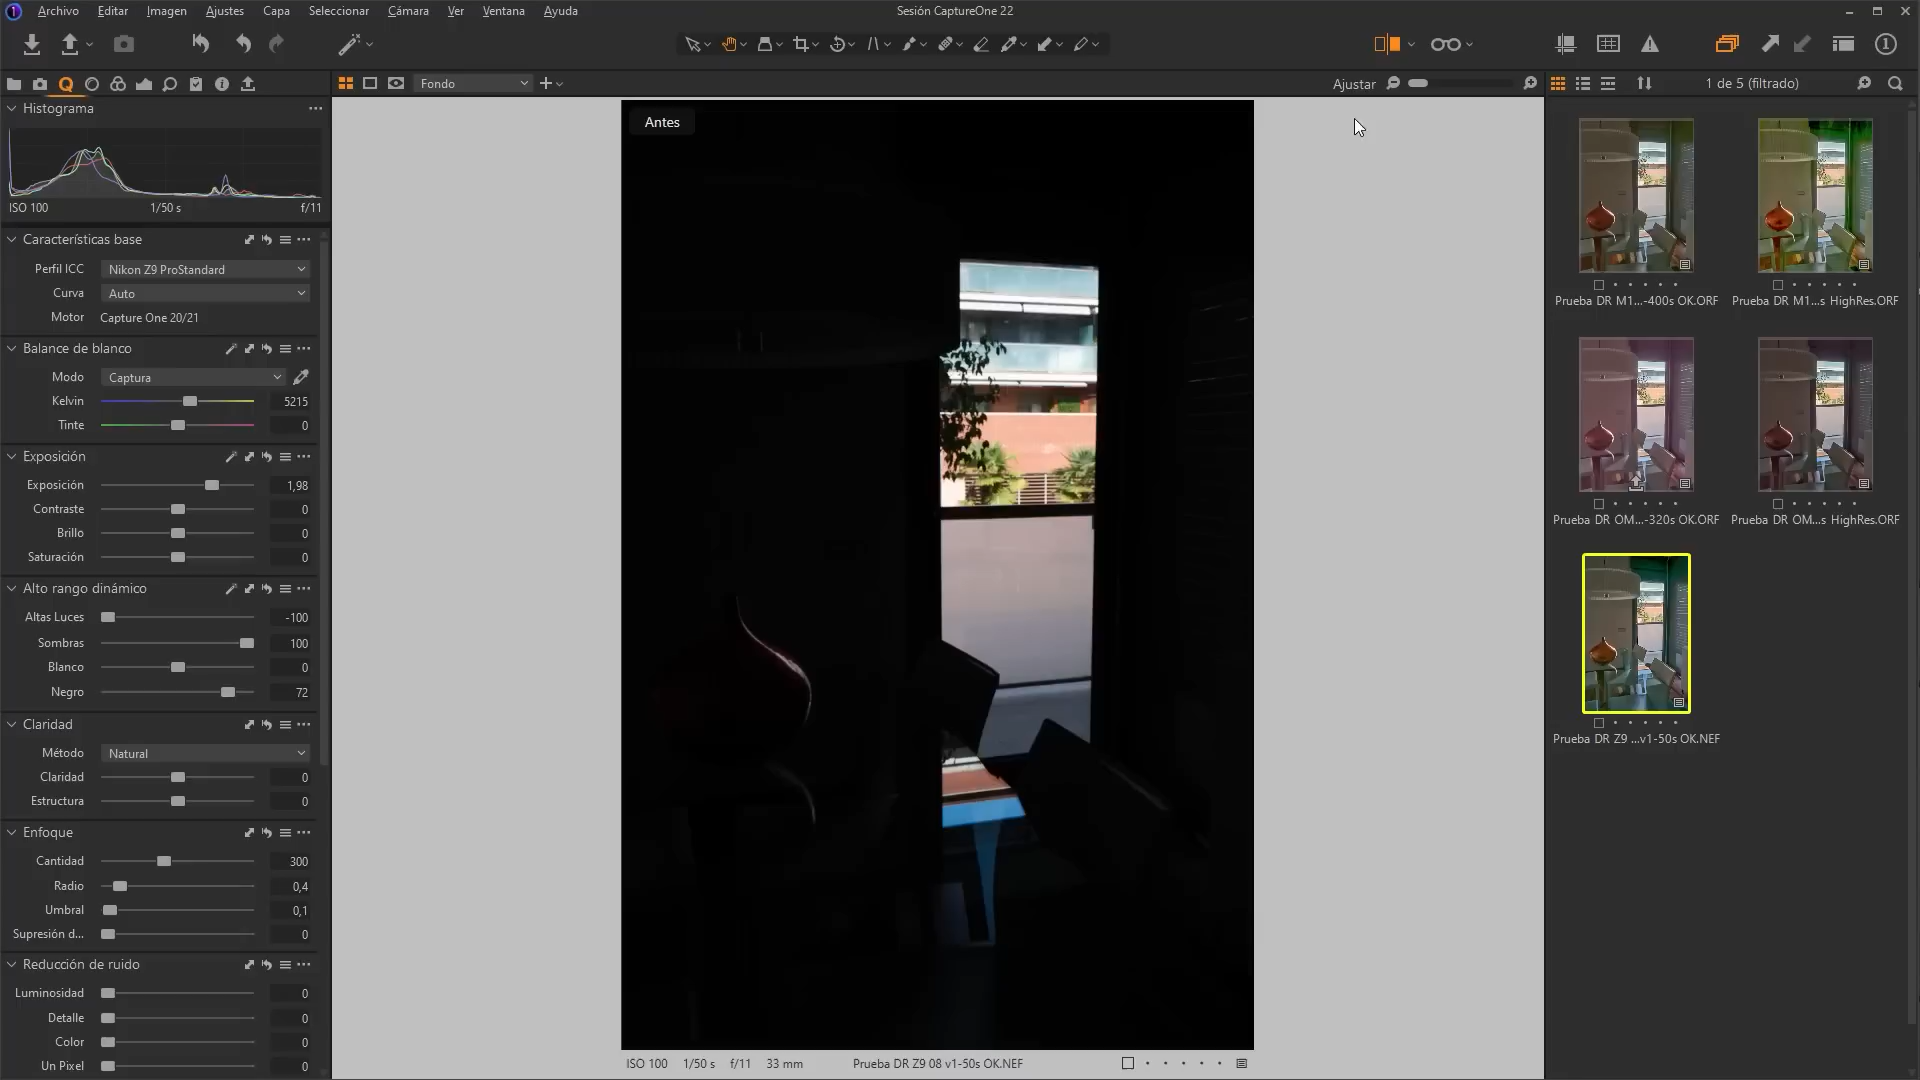 Archivo Editar Imagen Ajustes Capa Seleccionar Cámara Ver Ventana Ayuda
Sesión CaptureOne 22
Fondo
Ajustar
1 de 5 (filtrado)
Histograma
ISO 100 1/50 s f/11
Características base
Perfil ICC Nikon Z9 ProStandard
Curva Auto
Motor Capture One 20/21
Balance de blanco
Modo Captura
Kelvin 5215
Tinte 0
Exposición
Exposición 1,98
Contraste 0
Brillo 0
Saturación 0
Alto rango dinámico
Altas Luces -100
Sombras 100
Blanco 0
Negro 72
Claridad
Método Natural
Claridad 0
Estructura 0
Enfoque
Cantidad 300
Radio 0,4
Umbral 0,1
Supresión d... 0
Reducción de ruido
Luminosidad 0
Detalle 0
Color 0
Un Pixel 0
Antes
ISO 100 1/50 s f/11 33 mm Prueba DR Z9 08 v1-50s OK.NEF
Prueba DR M1...-400s OK.ORF
Prueba DR M1...s HighRes.ORF
Prueba DR OM...-320s OK.ORF
Prueba DR OM...s HighRes.ORF
Prueba DR Z9 ...v1-50s OK.NEF